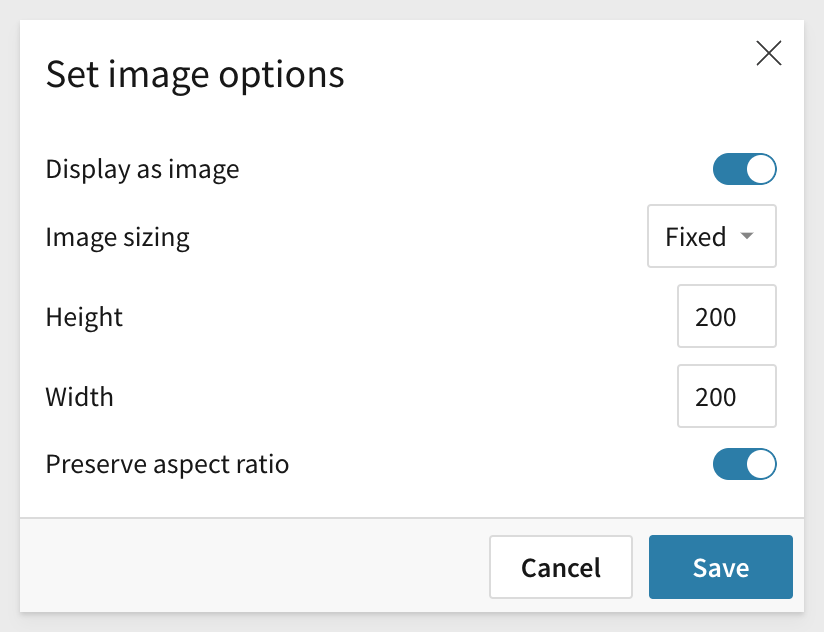 Set image options
Display as image
Image sizing Fixed
Height 200
Width 200
Preserve aspect ratio
Cancel Save